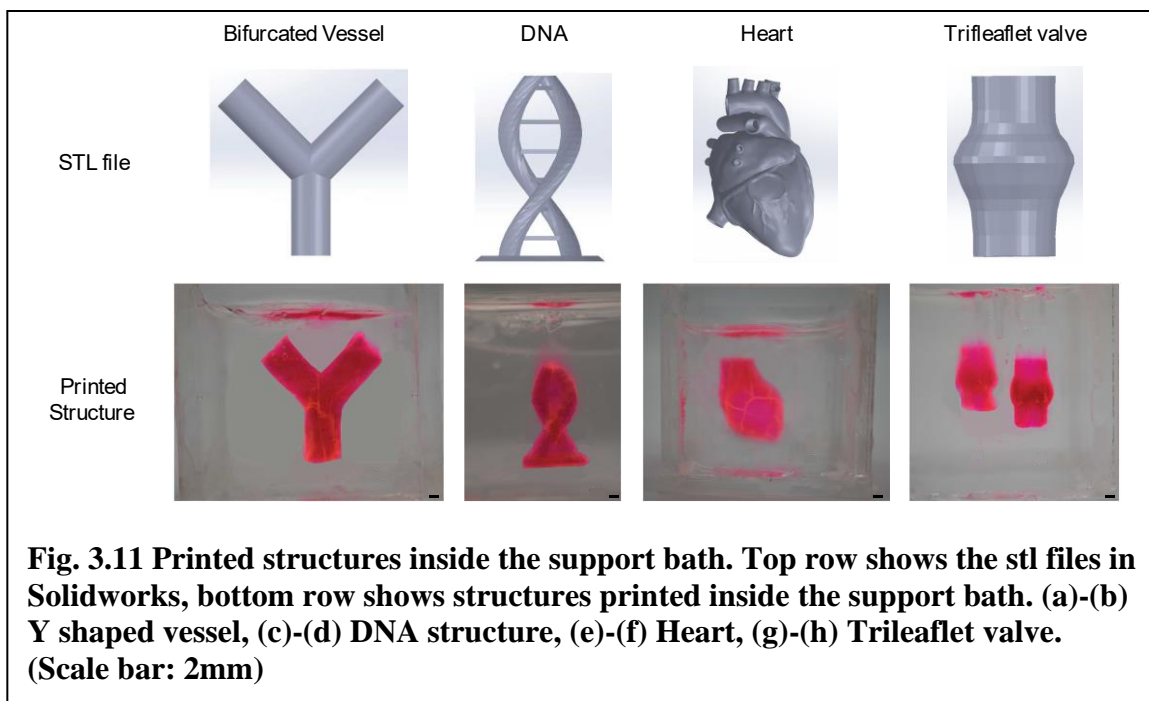 Bifurcated Vessel DNA Heart Trifleaflet valve
STL file
Printed
Structure
Fig. 3.11 Printed structures inside the support bath. Top row shows the stl files in
Solidworks, bottom row shows structures printed inside the support bath. (a)-(b)
Y shaped vessel, (c)-(d) DNA structure, (e)-(f) Heart, (g)-(h) Trileaflet valve.
(Scale bar: 2mm)